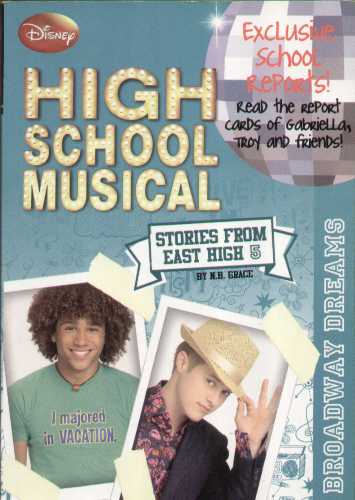 Disney
HIGH
SCHOOL
MUSICAL
Exclusive
School
Reports!
Read the report
cards of Gabriella,
Troy and friends!
STORIES FROM
EAST HIGH 5
BY N.B. GRACE
BROADWAY DREAMS
I majored
in VACATION.